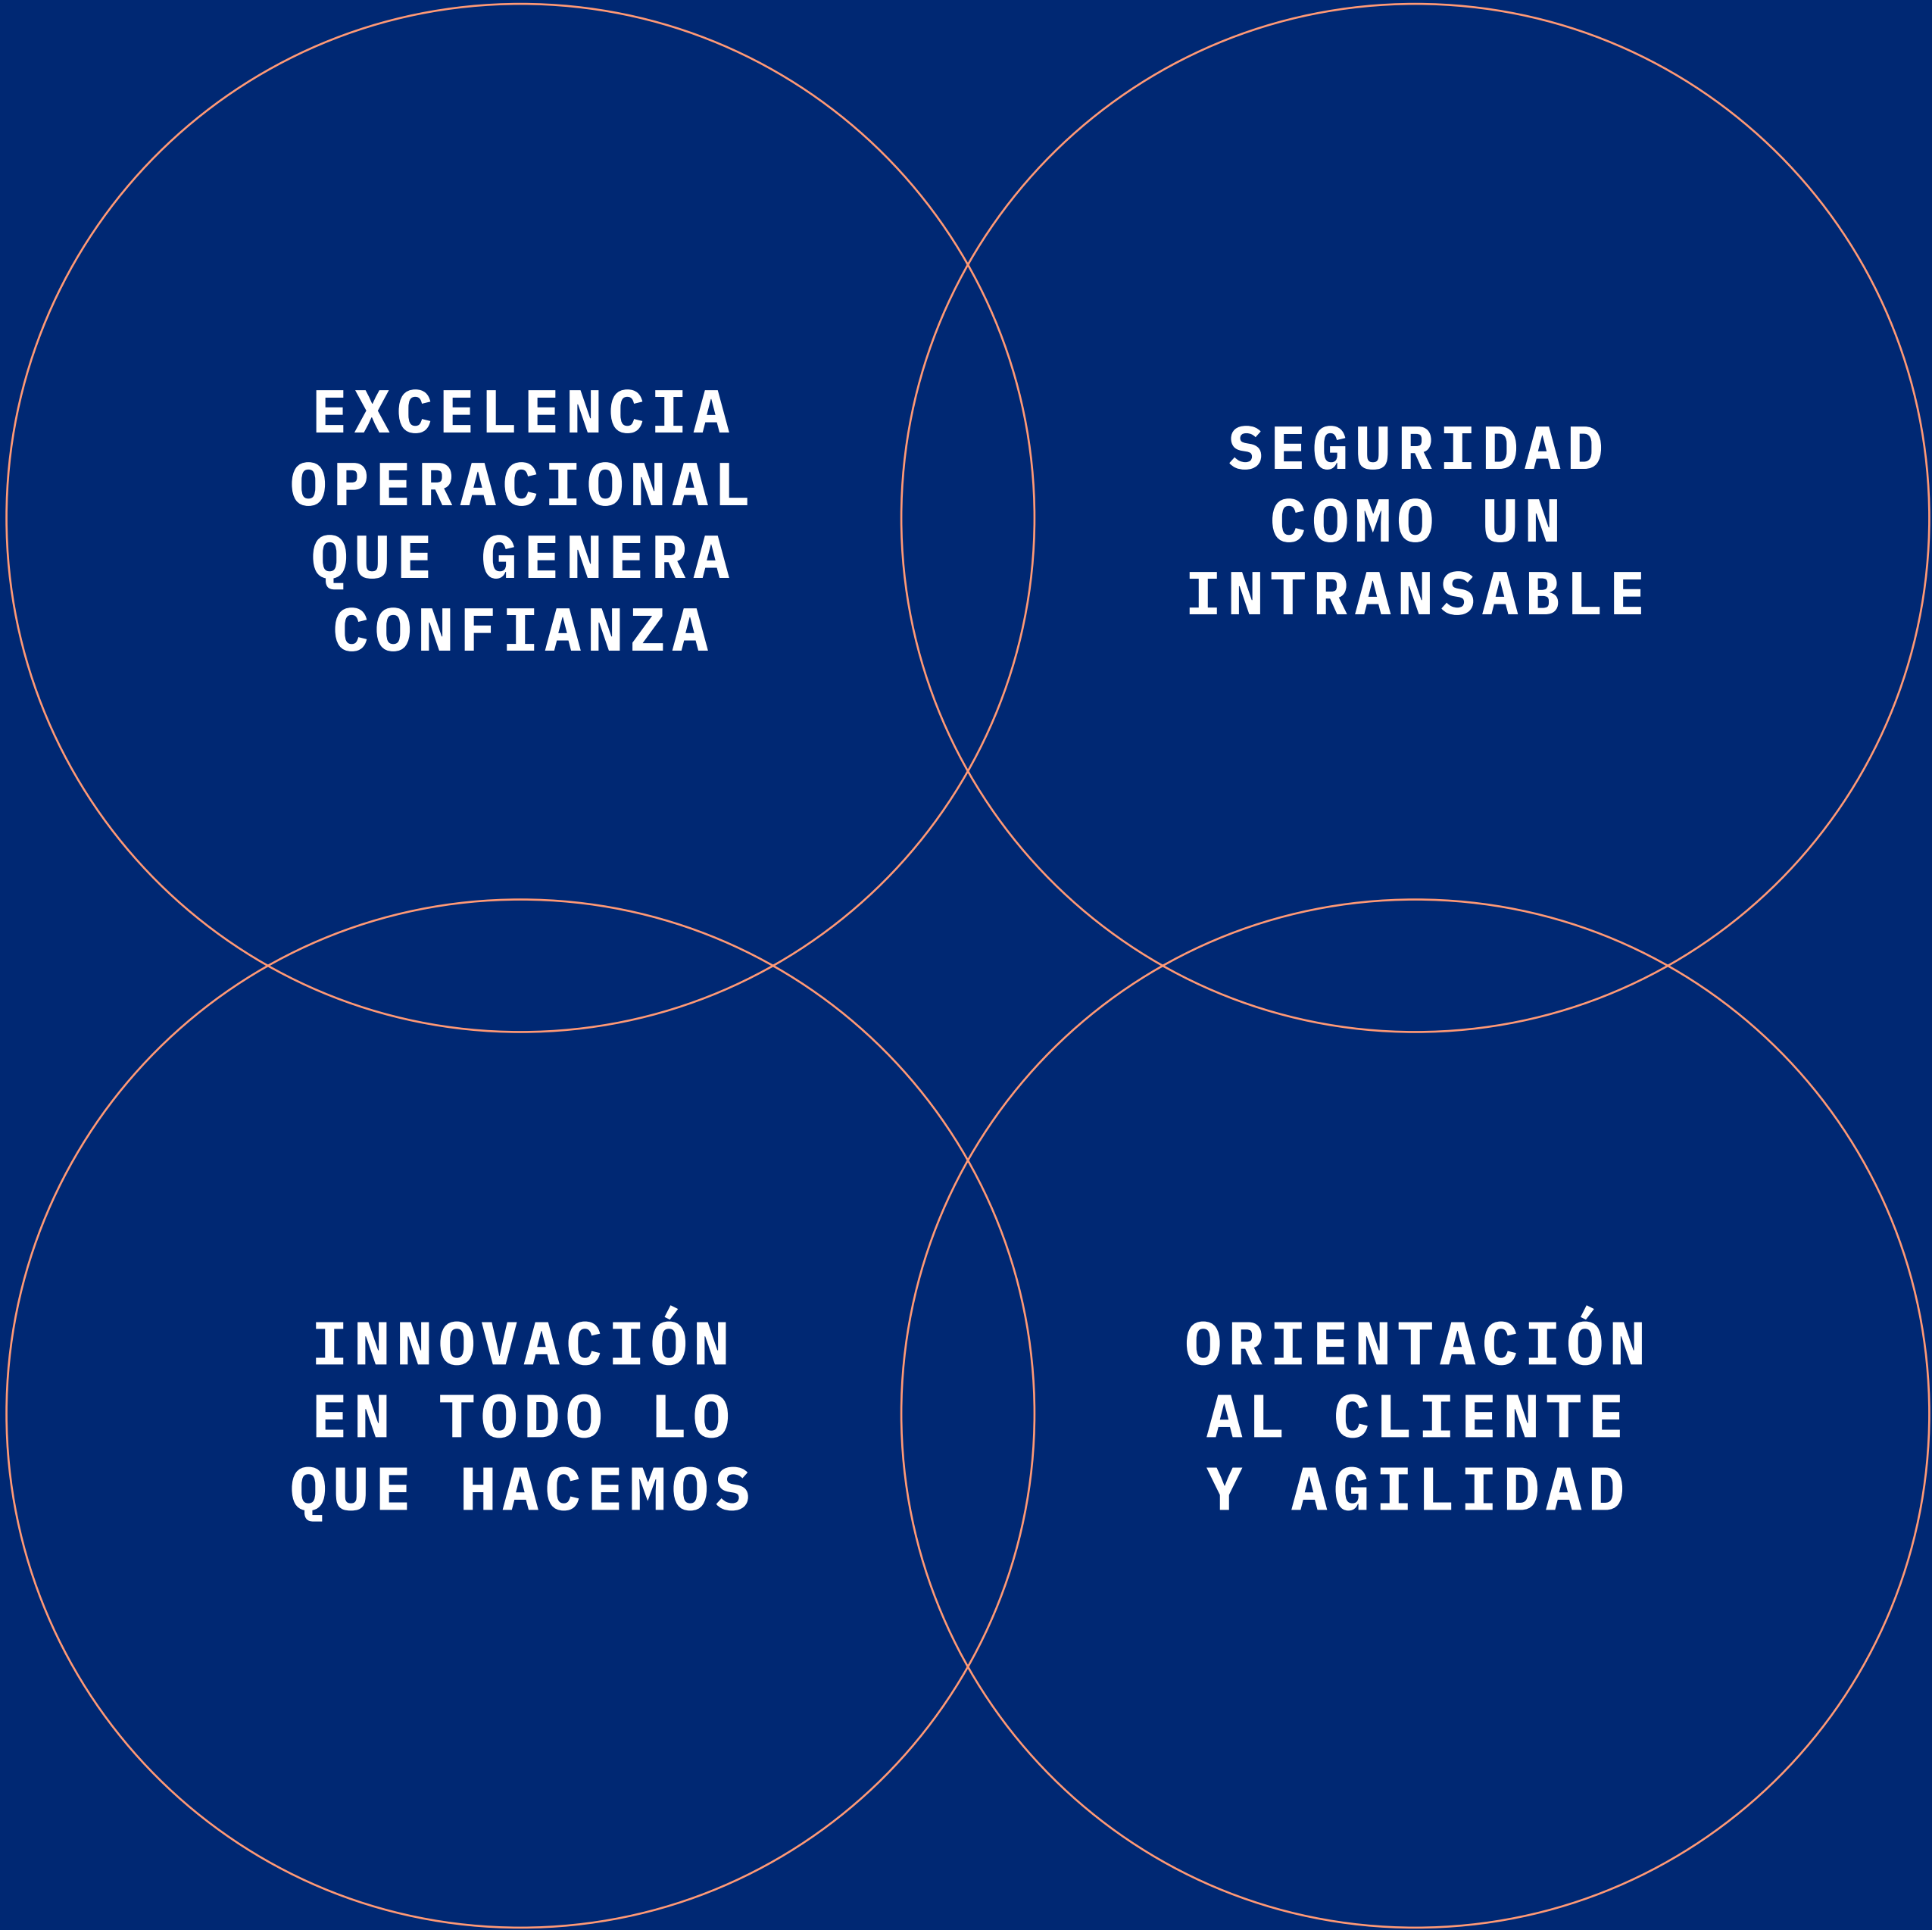 EXCELENCIA
OPERACIONAL
QUE GENERA
CONFIANZA
SEGURIDAD
COMO UN
INTRANSABLE
INNOVACIÓN
EN TODO LO
QUE HACEMOS
ORIENTACIÓN
AL CLIENTE
Y AGILIDAD